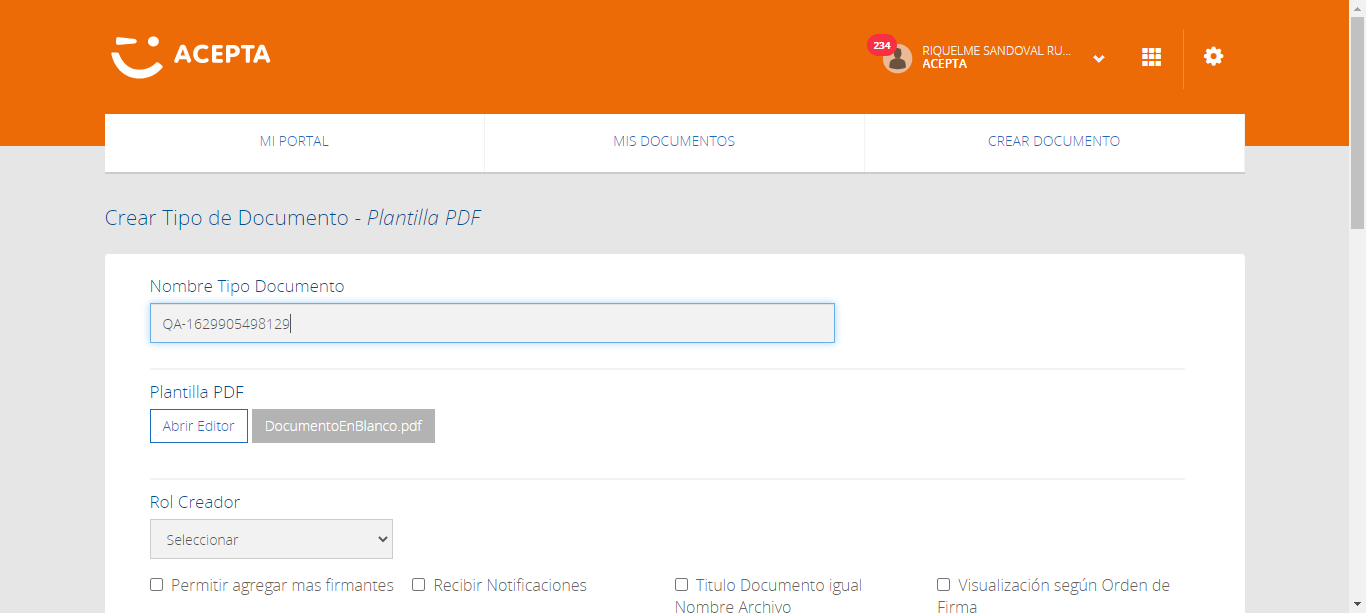 ACEPTA
234
RIQUELME SANDOVAL RU...
ACEPTA
MI PORTAL
MIS DOCUMENTOS
CREAR DOCUMENTO
Crear Tipo de Documento - Plantilla PDF
Nombre Tipo Documento
QA-1629905498129
Plantilla PDF
Abrir Editor
DocumentoEnBlanco.pdf
Rol Creador
Seleccionar
Permitir agregar mas firmantes
Recibir Notificaciones
Titulo Documento igual
Nombre Archivo
Visualización según Orden de
Firma